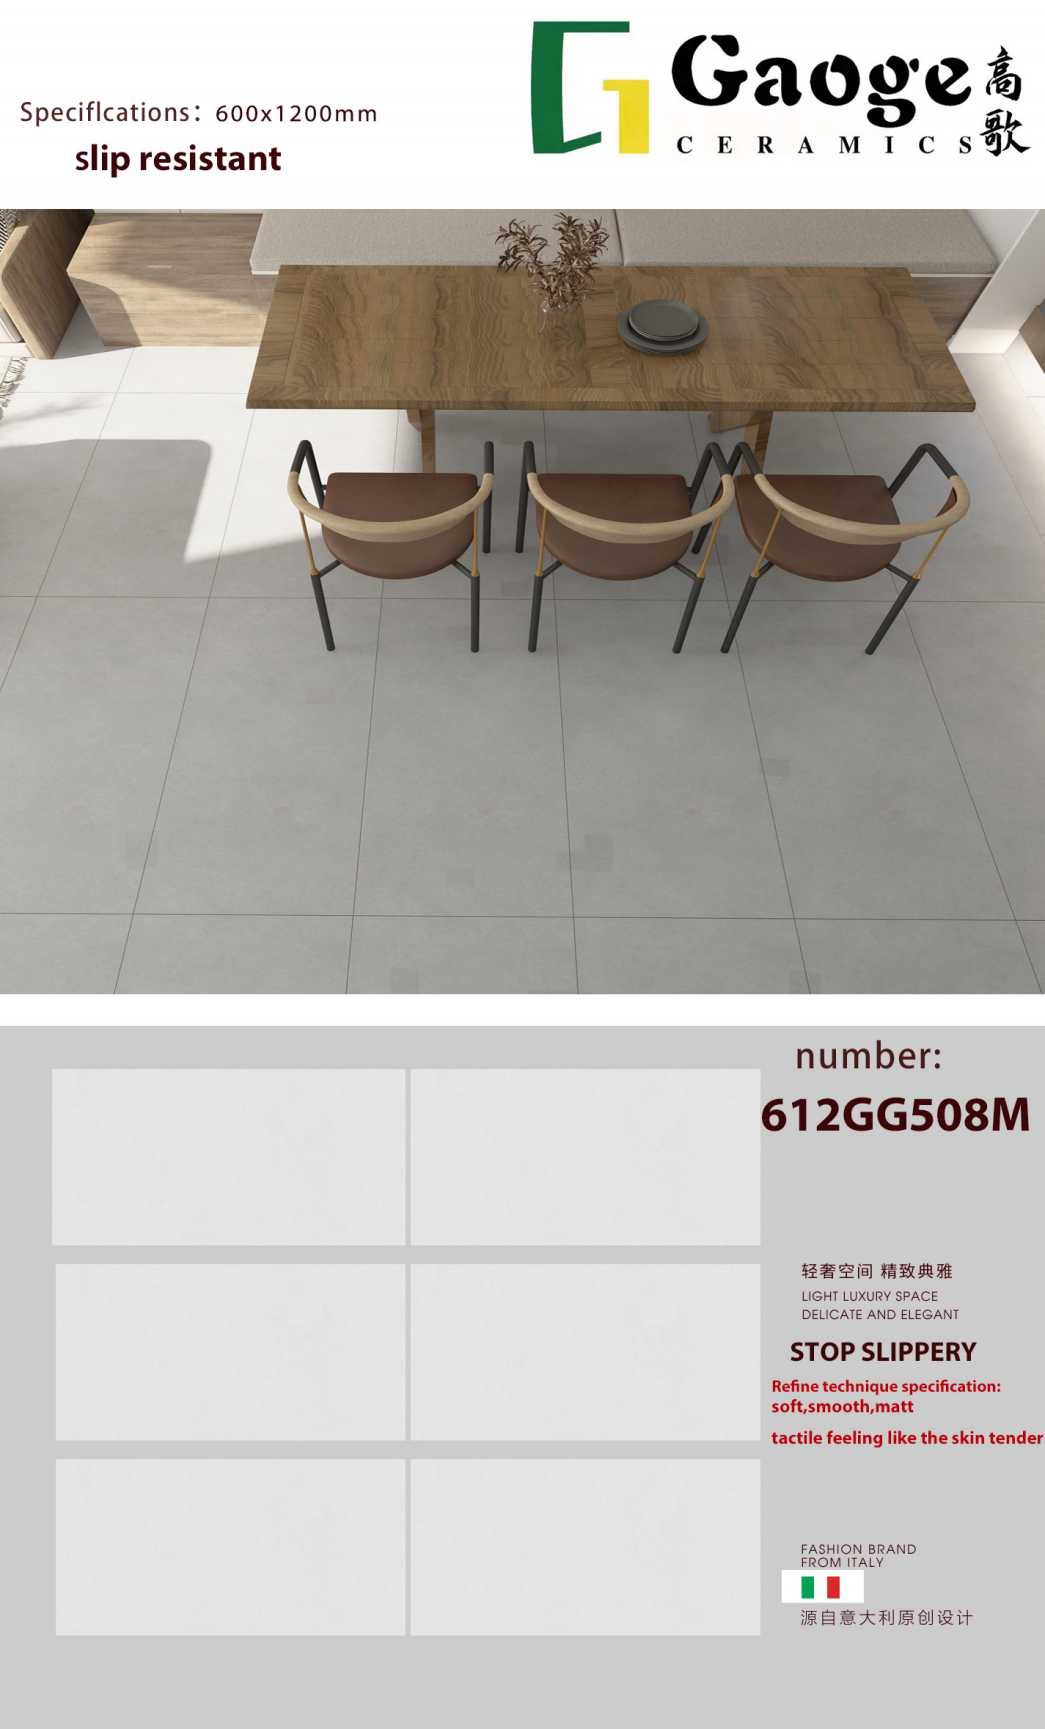 Speciflcations：600x1200mm
slip resistant
Gaoge
CERAMICS
高歌
number:
612GG508M
轻奢空间 精致典雅
LIGHT LUXURY SPACE
DELICATE AND ELEGANT
STOP SLIPPERY
Refine technique specification:
soft,smooth,matt
tactile feeling like the skin tender
FASHION BRAND
FROM ITALY
源自意大利原创设计